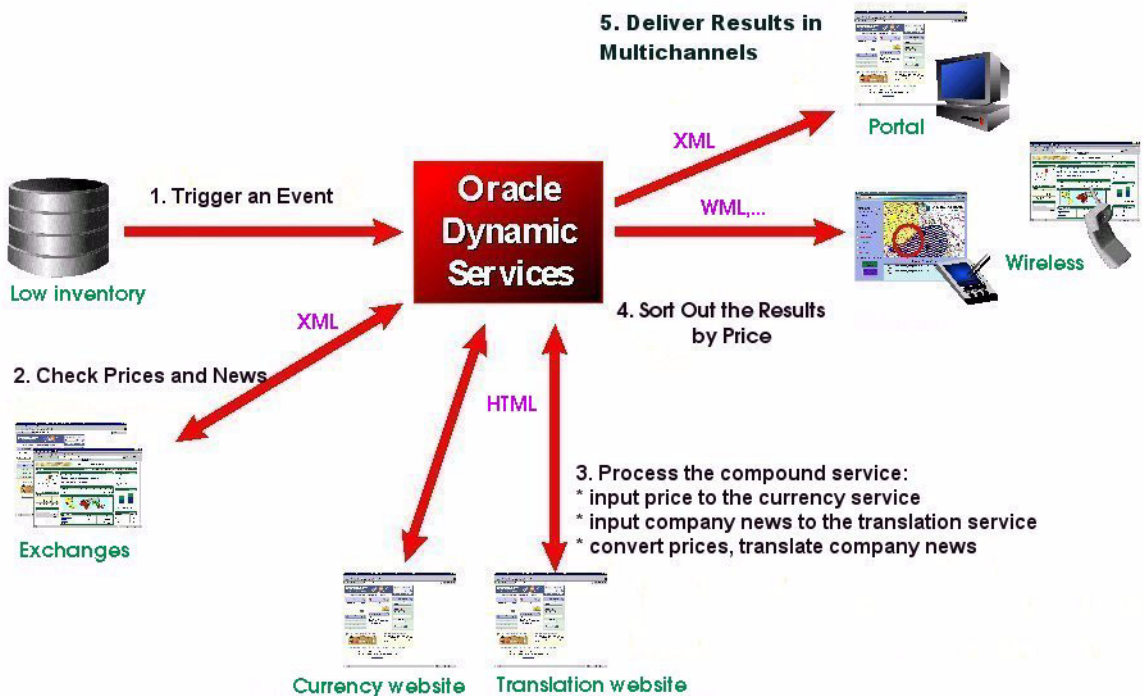 5. Deliver Results in
Multichannels
Portal
XML
1. Trigger an Event
Oracle
Dynamic
Services
WML,...
Wireless
Low inventory
4. Sort Out the Results
by Price
XML
2. Check Prices and News
HTML
3. Process the compound service:
* input price to the currency service
* input company news to the translation service
* convert prices, translate company news
Exchanges
Currency website
Translation website